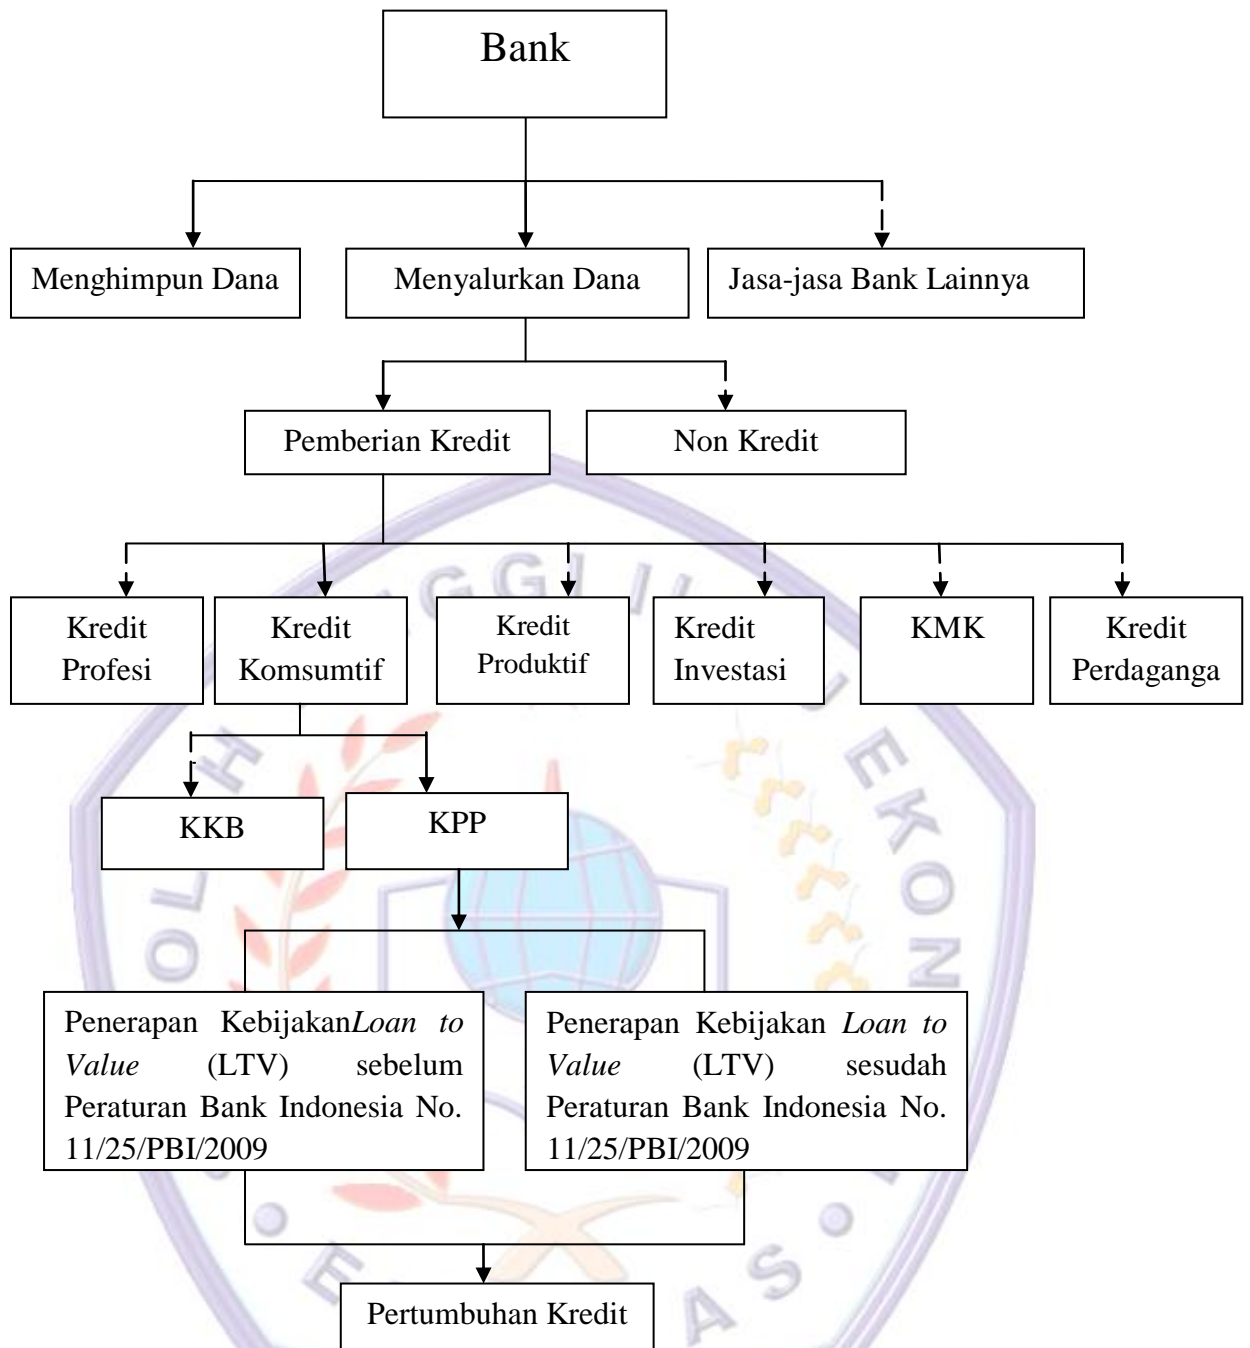 Bank
Menghimpun Dana
Menyalurkan Dana
Jasa-jasa Bank Lainnya
Pemberian Kredit
Non Kredit
Kredit
Profesi
Kredit
Komsumtif
Kredit
Produktif
Kredit
Investasi
KMK
Kredit
Perdaganga
KKB
KPP
Penerapan KebijakanLoan to
Value (LTV) sebelum
Peraturan Bank Indonesia No.
11/25/PBI/2009
Penerapan Kebijakan Loan to
Value (LTV) sesudah
Peraturan Bank Indonesia No.
11/25/PBI/2009
Pertumbuhan Kredit